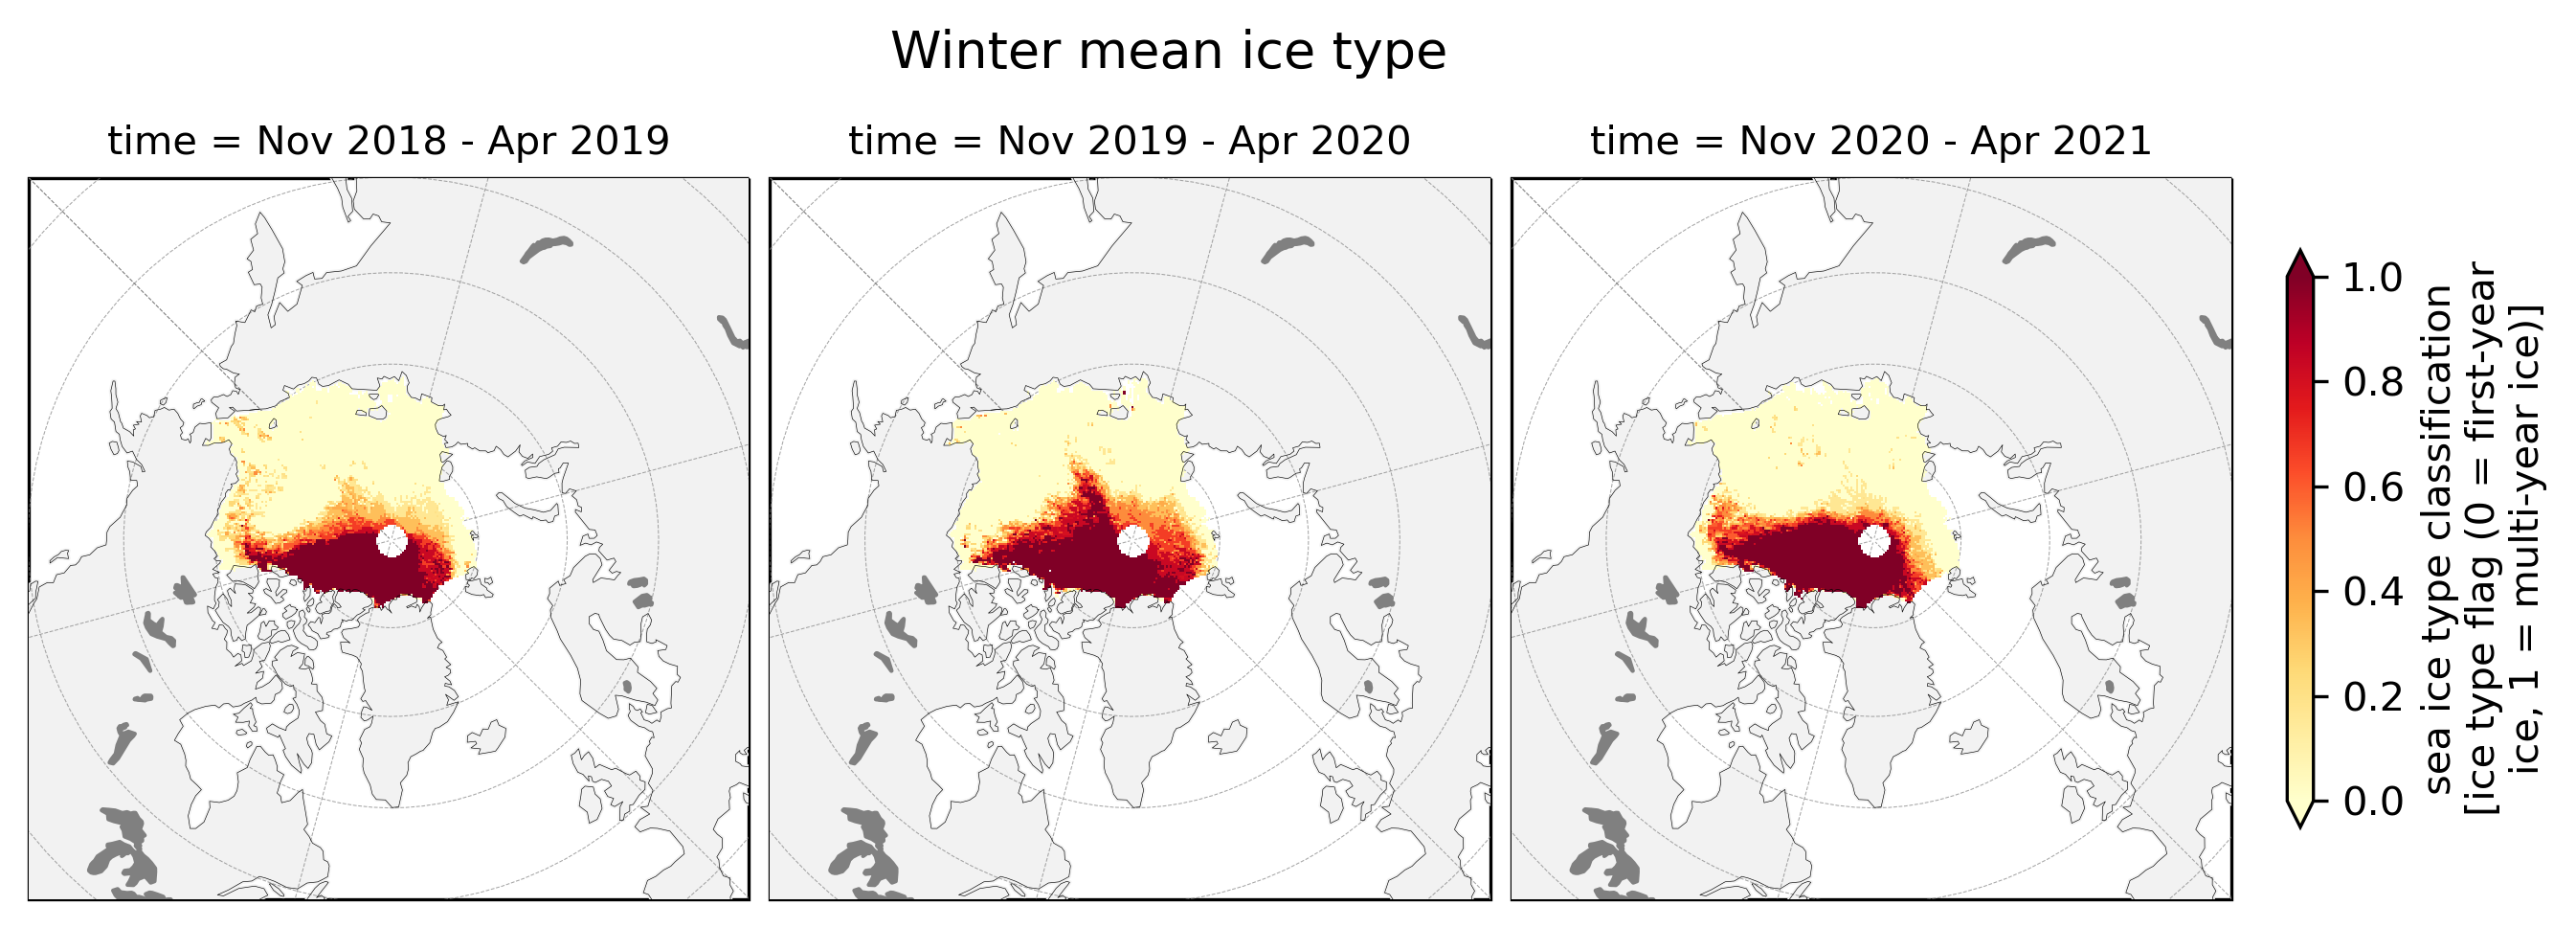 Winter mean ice type
time = Nov 2018 - Apr 2019
time = Nov 2019 - Apr 2020
time = Nov 2020 - Apr 2021
1.0
0.8
0.6
0.4
0.2
0.0
sea ice type classification
[ice type flag (0 = first-year
ice, 1 = multi-year ice)]